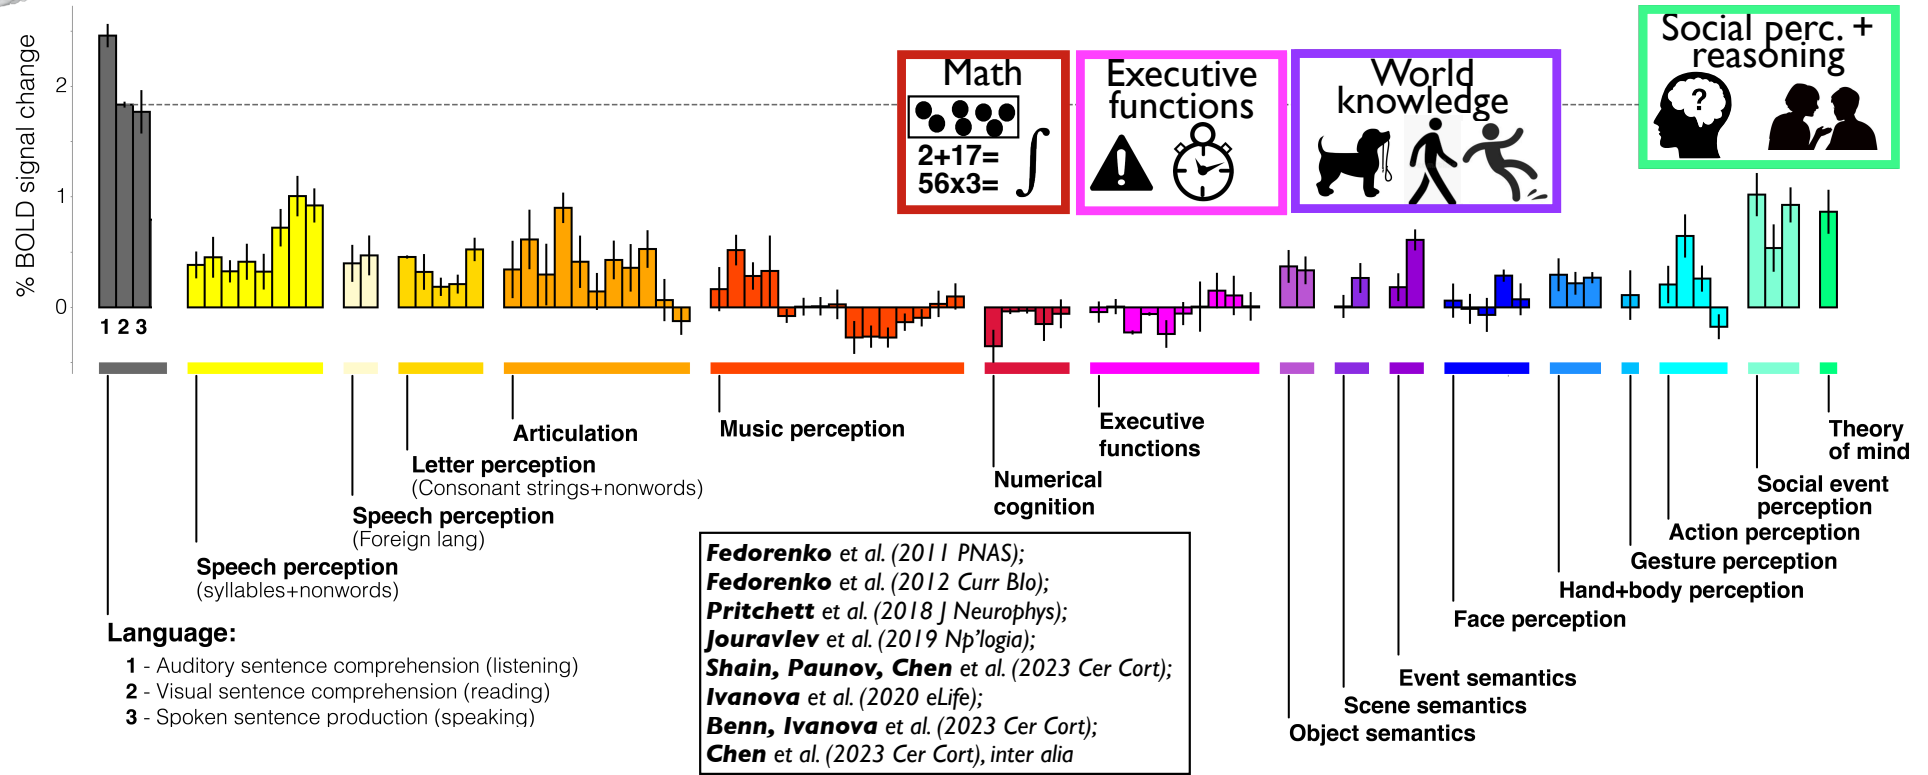 % BOLD signal change
2
1
0
1 2 3
Math
2+17=
56x3=
∫
Executive
functions
World
knowledge
Social perc. +
reasoning
?
Articulation
Letter perception
(Consonant strings+nonwords)
Speech perception
(Foreign lang)
Speech perception
(syllables+nonwords)
Language:
1 - Auditory sentence comprehension (listening)
2 - Visual sentence comprehension (reading)
3 - Spoken sentence production (speaking)
Music perception
Numerical
cognition
Executive
functions
Theory
of mind
Social event
perception
Action perception
Gesture perception
Hand+body perception
Face perception
Event semantics
Scene semantics
Object semantics
Fedorenko et al. (2011 PNAS);
Fedorenko et al. (2012 Curr BIo);
Pritchett et al. (2018 J Neurophys);
Jouravlev et al. (2019 Np'logia);
Shain, Paunov, Chen et al. (2023 Cer Cort);
Ivanova et al. (2020 eLife);
Benn, Ivanova et al. (2023 Cer Cort);
Chen et al. (2023 Cer Cort), inter alia